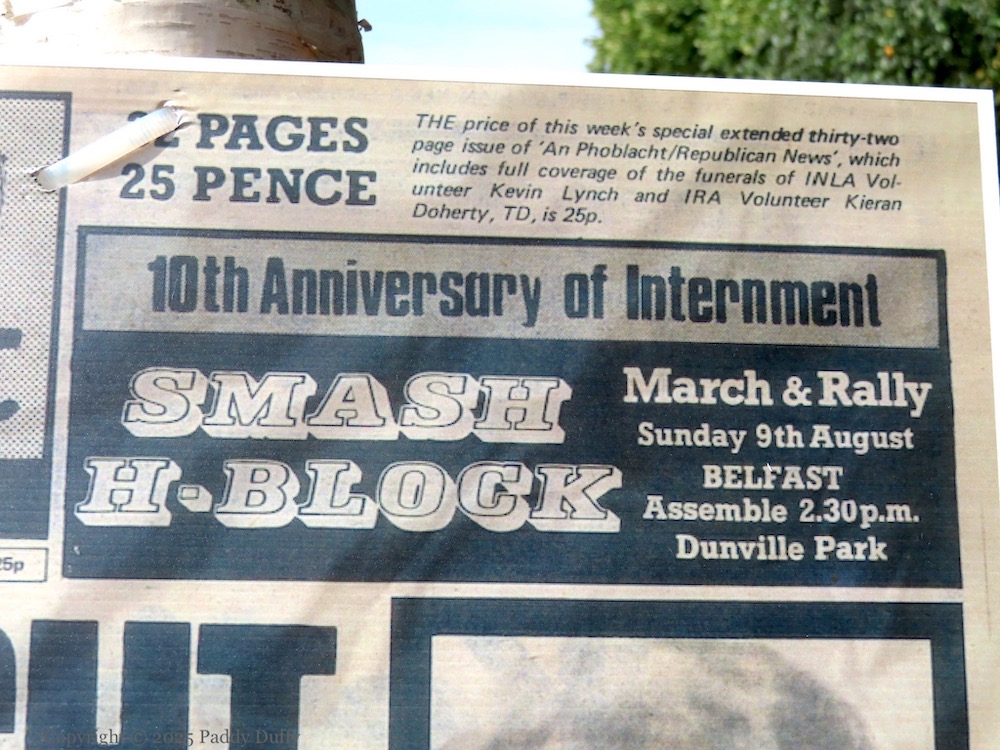 32 PAGES
25 PENCE
THE price of this week's special extended thirty-two
page issue of 'An Phoblacht/Republican News', which
includes full coverage of the funerals of INLA Vol-
unteer Kevin Lynch and IRA Volunteer Kieran
Doherty, TD, is 25p.
10th Anniversary of Internment
SMASH
H-BLOCK
March & Rally
Sunday 9th August
BELFAST
Assemble 2.30p.m.
Dunville Park
25p
Copyright © 2025 Paddy Duffy